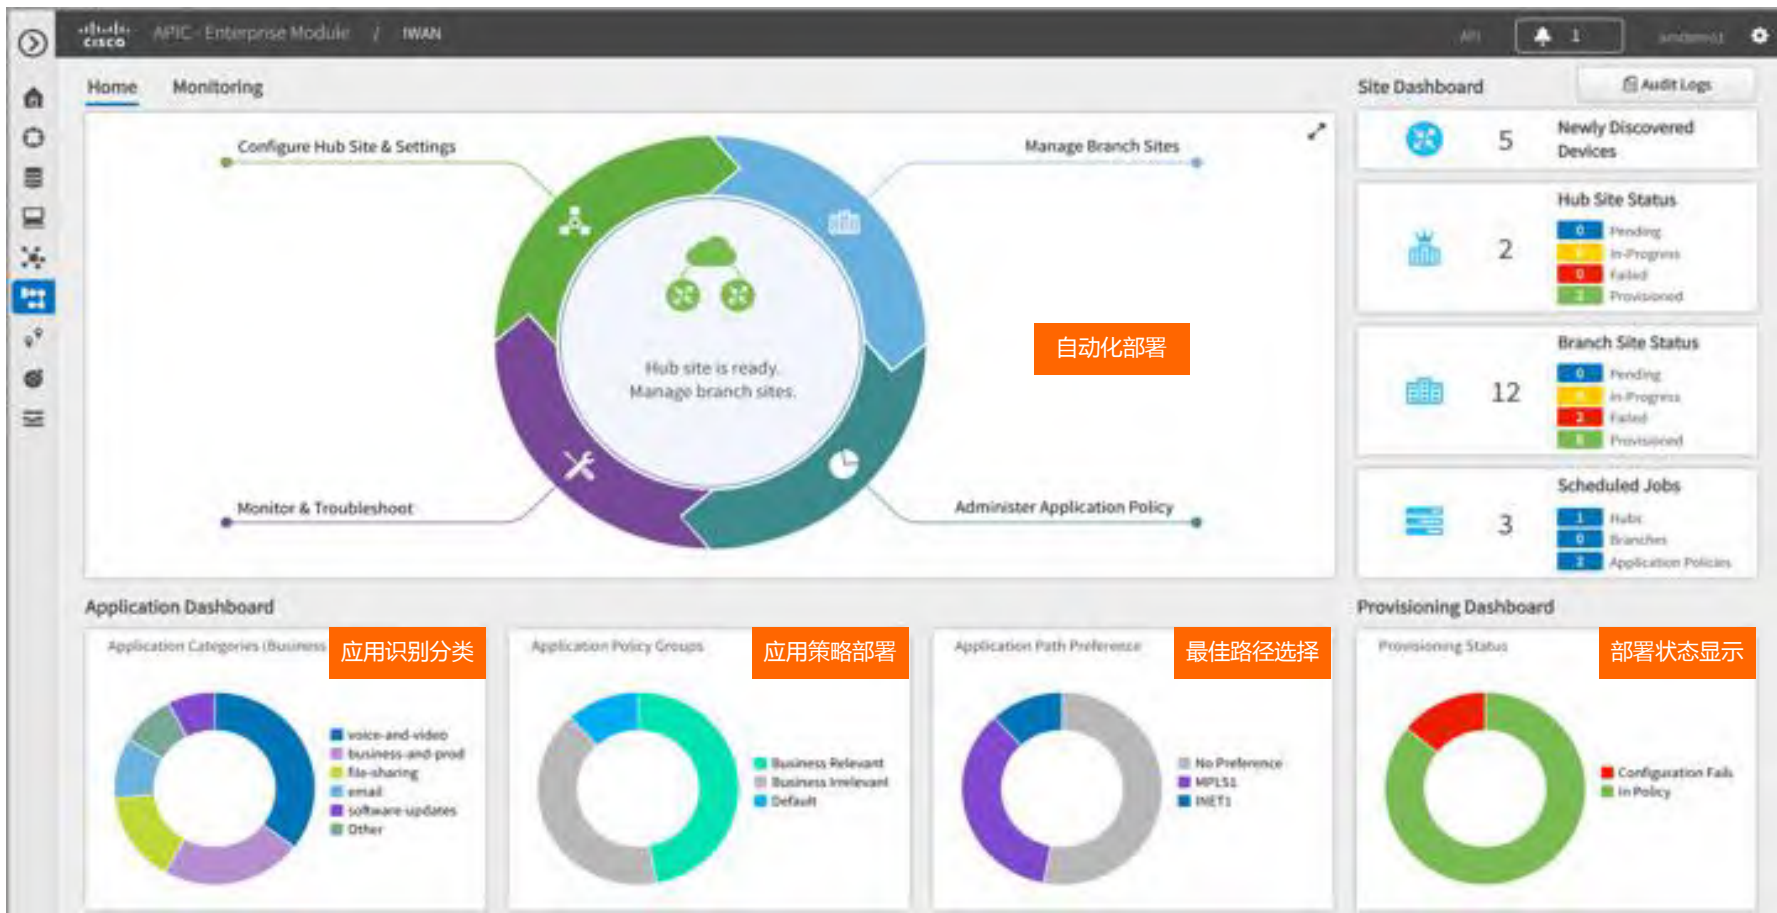 CISCO APIC - Enterprise Module / IWAN
API 1
Home Monitoring
Site Dashboard Audit Logs
Configure Hub Site & Settings
Manage Branch Sites
Hub site is ready.
Manage branch sites.
自动化部署
Monitor & Troubleshoot
Administer Application Policy
5 Newly Discovered
Devices
Hub Site Status
2
0 Pending
In-Progress
0 Failed
2 Provisioned
Branch Site Status
12
0 Pending
In-Progress
Failed
Provisioned
Scheduled Jobs
3
1 Hubs
0 Branches
2 Application Policies
Application Dashboard
Application Categories (Business
应用识别分类
voice-and-video
business-and-prod
file-sharing
email
software-updates
Other
Application Policy Groups
应用策略部署
Business Relevant
Business Irrelevant
Default
Application Path Preference
最佳路径选择
No Preference
MPLS1
INET1
Provisioning Dashboard
Provisioning Status
部署状态显示
Configuration Fails
In Policy